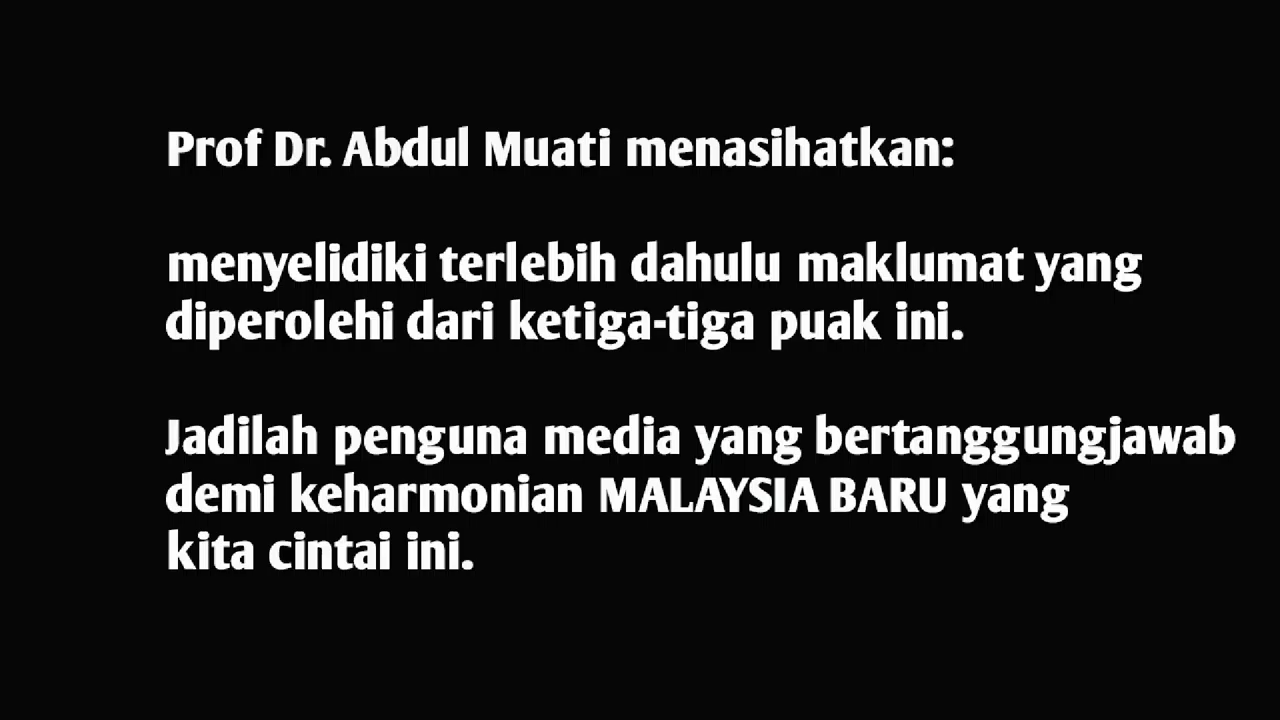 Prof Dr. Abdul Muati menasihatkan:
menyelidiki terlebih dahulu maklumat yang
diperolehi dari ketiga-tiga puak ini.
Jadilah penguna media yang bertanggungjawab
demi keharmonian MALAYSIA BARU yang
kita cintai ini.